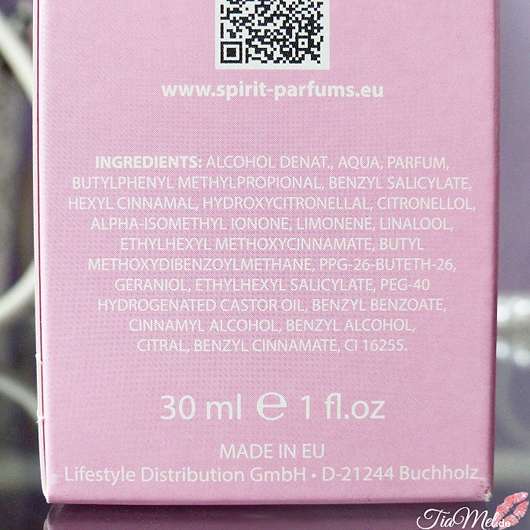 www.spirit-parfums.eu
INGREDIENTS: ALCOHOL DENAT., AQUA, PARFUM,
BUTYLPHENYL METHYLPROPIONAL, BENZYL SALICYLATE,
HEXYL CINNAMAL, HYDROXYCITRONELLAL, CITRONELLOL,
ALPHA-ISOMETHYL IONONE, LIMONENE, LINALOOL,
ETHYLHEXYL METHOXYCINNAMATE, BUTYL
METHOXYDIBENZOYLMETHANE, PPG-26-BUTETH-26,
GERANIOL, ETHYLHEXYL SALICYLATE, PEG-40
HYDROGENATED CASTOR OIL, BENZYL BENZOATE,
CINNAMYL ALCOHOL, BENZYL ALCOHOL,
CITRAL, BENZYL CINNAMATE, CI 16255.
30 ml ℮ 1 fl.oz
MADE IN EU
Lifestyle Distribution GmbH • D-21244 Buchholz
TiaMel.de